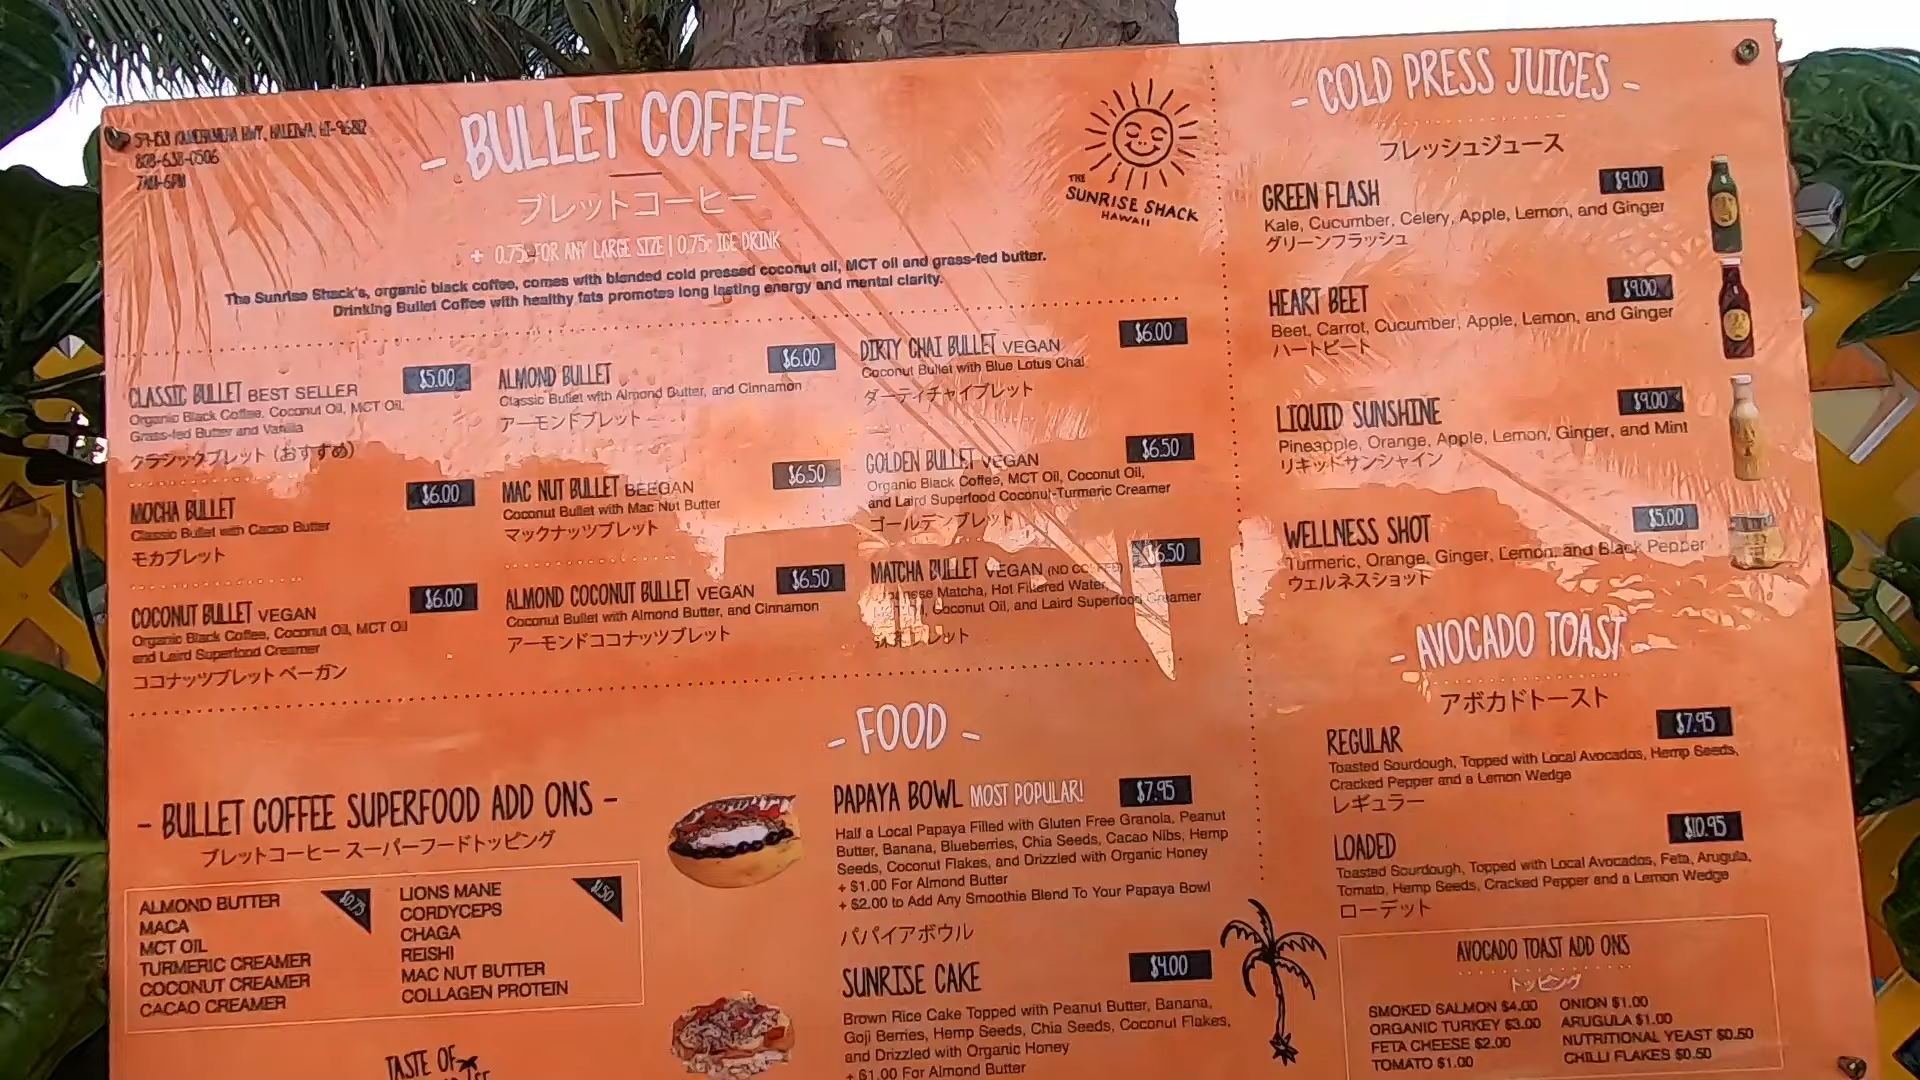 HALEIWA, HI-96712
808-638-0506
7AM-6PM
- BULLET COFFEE -
ブレットコーヒー
+ 0.75¢ FOR ANY LARGE SIZE | 0.75¢ ICE DRINK
The Sunrise Shack's, organic black coffee, comes with blended cold pressed coconut oil, MCT oil and grass-fed butter.
Drinking Bullet Coffee with healthy fats promotes long lasting energy and mental clarity.
THE
SUNRISE SHACK
HAWAII
CLASSIC BULLET BEST SELLER $5.00
Organic Black Coffee, Coconut Oil, MCT Oil,
Grass-fed Butter and Vanilla
クラシックブレット (おすすめ)
MOCHA BULLET $6.00
Classic Bullet with Cacao Butter
モカブレット
COCONUT BULLET VEGAN $6.00
Organic Black Coffee, Coconut Oil, MCT Oil
and Laird Superfood Creamer
ココナッツブレット ベーガン
ALMOND BULLET $6.00
Classic Bullet with Almond Butter, and Cinnamon
アーモンドブレット
MAC NUT BULLET BEEGAN $6.50
Coconut Bullet with Mac Nut Butter
マックナッツブレット
ALMOND COCONUT BULLET VEGAN $6.50
Coconut Bullet with Almond Butter, and Cinnamon
アーモンドココナッツブレット
DIRTY CHAI BULLET VEGAN $6.00
Coconut Bullet with Blue Lotus Chai
ダーティチャイブレット
GOLDEN BULLET VEGAN $6.50
Organic Black Coffee, MCT Oil, Coconut Oil,
and Laird Superfood Coconut-Turmeric Creamer
ゴールデンブレット
MATCHA BULLET VEGAN (NO $6.50
Matcha, Hot Filtered Water,
Coconut Oil, and Laird Superfood Creamer
抹茶ブレット
- BULLET COFFEE SUPERFOOD ADD ONS -
ブレットコーヒー スーパーフードトッピング
$0.75
ALMOND BUTTER
MACA
MCT OIL
TURMERIC CREAMER
COCONUT CREAMER
CACAO CREAMER
$1.50
LIONS MANE
CORDYCEPS
CHAGA
REISHI
MAC NUT BUTTER
COLLAGEN PROTEIN
TASTE OF
- FOOD -
PAPAYA BOWL MOST POPULAR! $7.95
Half a Local Papaya Filled with Gluten Free Granola, Peanut
Butter, Banana, Blueberries, Chia Seeds, Cacao Nibs, Hemp
Seeds, Coconut Flakes, and Drizzled with Organic Honey
+ $1.00 For Almond Butter
+ $2.00 to Add Any Smoothie Blend To Your Papaya Bowl
パパイアボウル
SUNRISE CAKE $4.00
Brown Rice Cake Topped with Peanut Butter, Banana,
Goji Berries, Hemp Seeds, Chia Seeds, Coconut Flakes,
and Drizzled with Organic Honey
+ $1.00 For Almond Butter
- COLD PRESS JUICES -
フレッシュジュース
GREEN FLASH $9.00
Kale, Cucumber, Celery, Apple, Lemon, and Ginger
グリーンフラッシュ
HEART BEET $9.00
Beet, Carrot, Cucumber, Apple, Lemon, and Ginger
ハートビート
LIQUID SUNSHINE $9.00
Pineapple, Orange, Apple, Lemon, Ginger, and Mint
リキッドサンシャイン
WELLNESS SHOT $5.00
Turmeric, Orange, Ginger, Lemon, and Black Pepper
ウェルネスショット
- AVOCADO TOAST -
アボカドトースト
REGULAR $7.95
Toasted Sourdough, Topped with Local Avocados, Hemp Seeds,
Cracked Pepper and a Lemon Wedge
レギュラー
LOADED $10.95
Toasted Sourdough, Topped with Local Avocados, Feta, Arugula,
Tomato, Hemp Seeds, Cracked Pepper and a Lemon Wedge
ローデット
AVOCADO TOAST ADD ONS
トッピング
SMOKED SALMON $4.00
ORGANIC TURKEY $3.00
FETA CHEESE $2.00
TOMATO $1.00
ONION $1.00
ARUGULA $1.00
NUTRITIONAL YEAST $0.50
CHILLI FLAKES $0.50